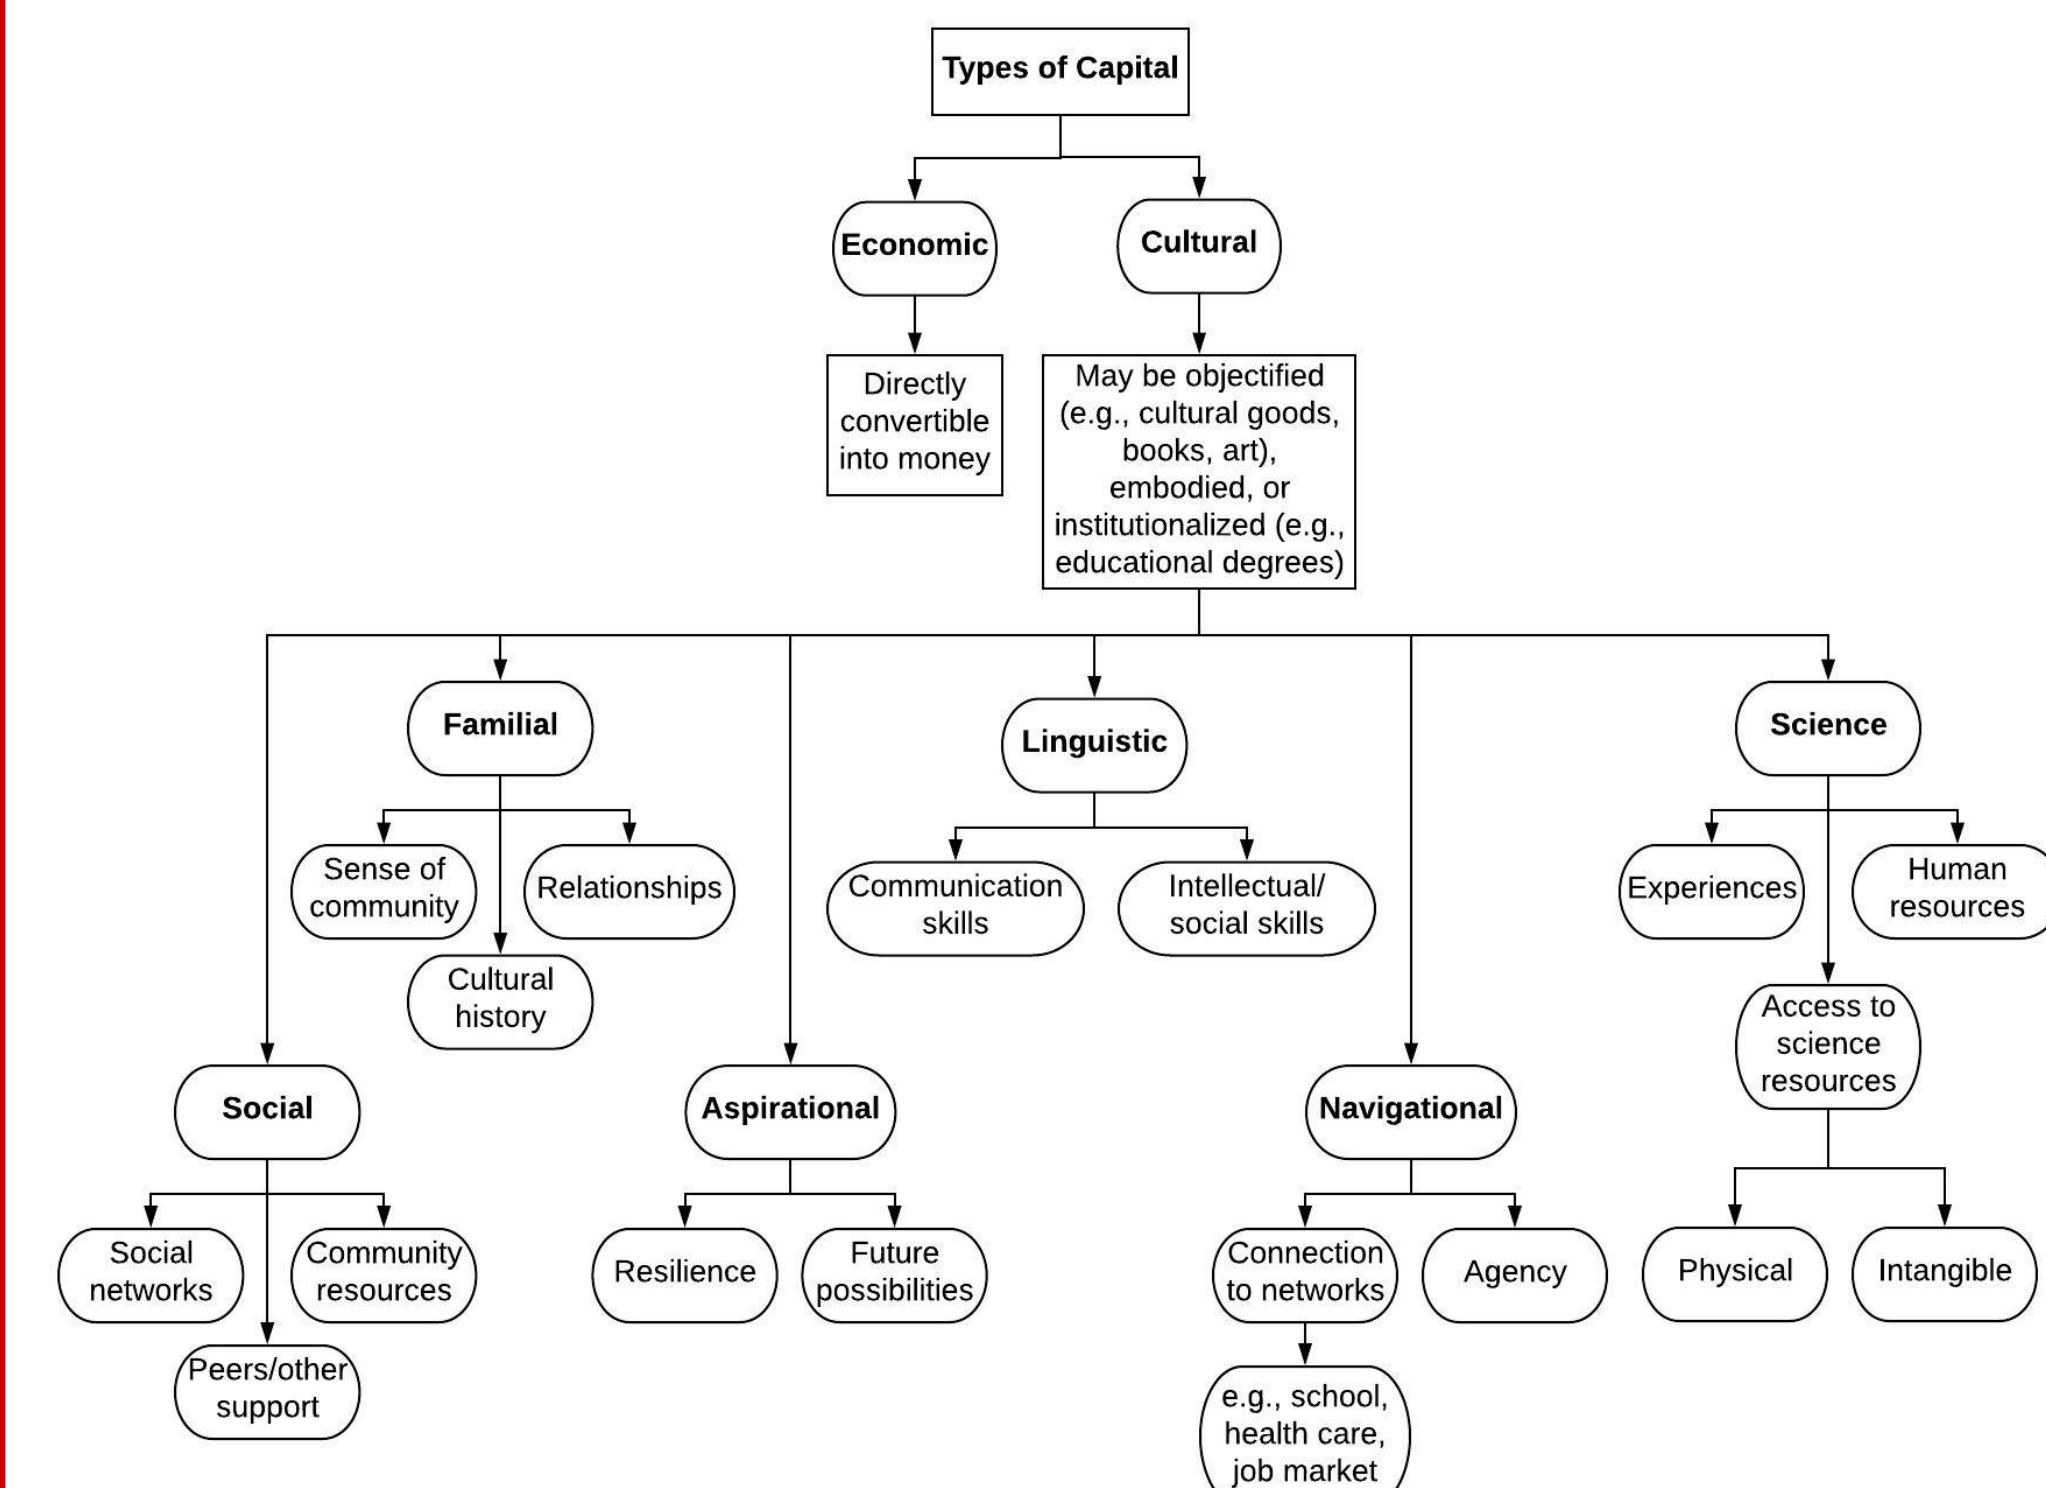 Types of Capital
Economic
Cultural
Directly
convertible
into money
May be objectified
(e.g., cultural goods,
books, art),
embodied, or
institutionalized (e.g.,
educational degrees)
Familial
Linguistic
Science
Sense of
community
Relationships
Cultural
history
Communication
skills
Intellectual/
social skills
Experiences
Human
resources
Access to
science
resources
Social
Aspirational
Navigational
Social
networks
Community
resources
Peers/other
support
Resilience
Future
possibilities
Connection
to networks
Agency
e.g., school,
health care,
job market
Physical
Intangible